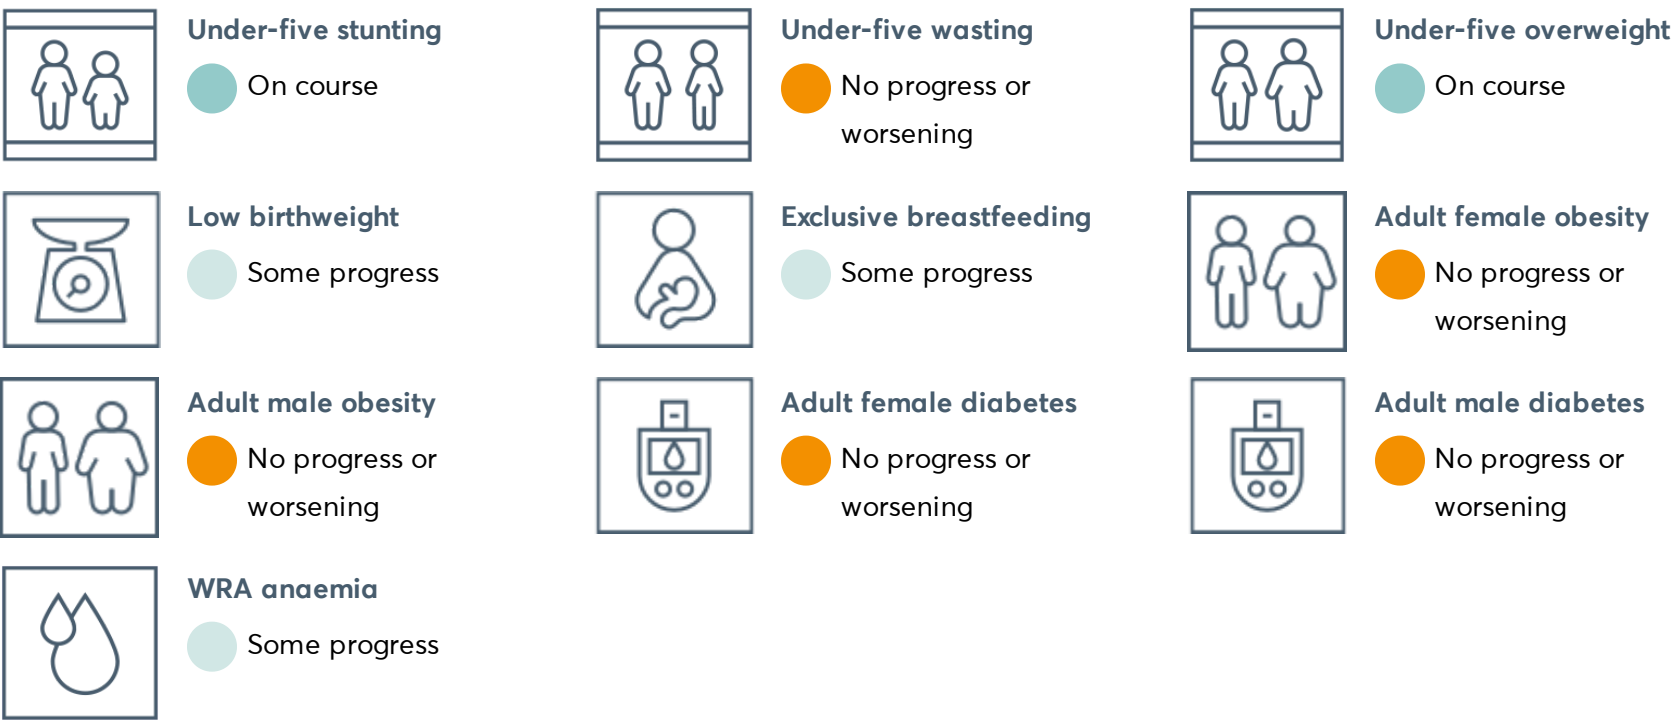 Under-five stunting
On course
Under-five wasting
No progress or
worsening
Under-five overweight
On course
Low birthweight
Some progress
Exclusive breastfeeding
Some progress
Adult female obesity
No progress or
worsening
Adult male obesity
No progress or
worsening
Adult female diabetes
No progress or
worsening
Adult male diabetes
No progress or
worsening
WRA anaemia
Some progress